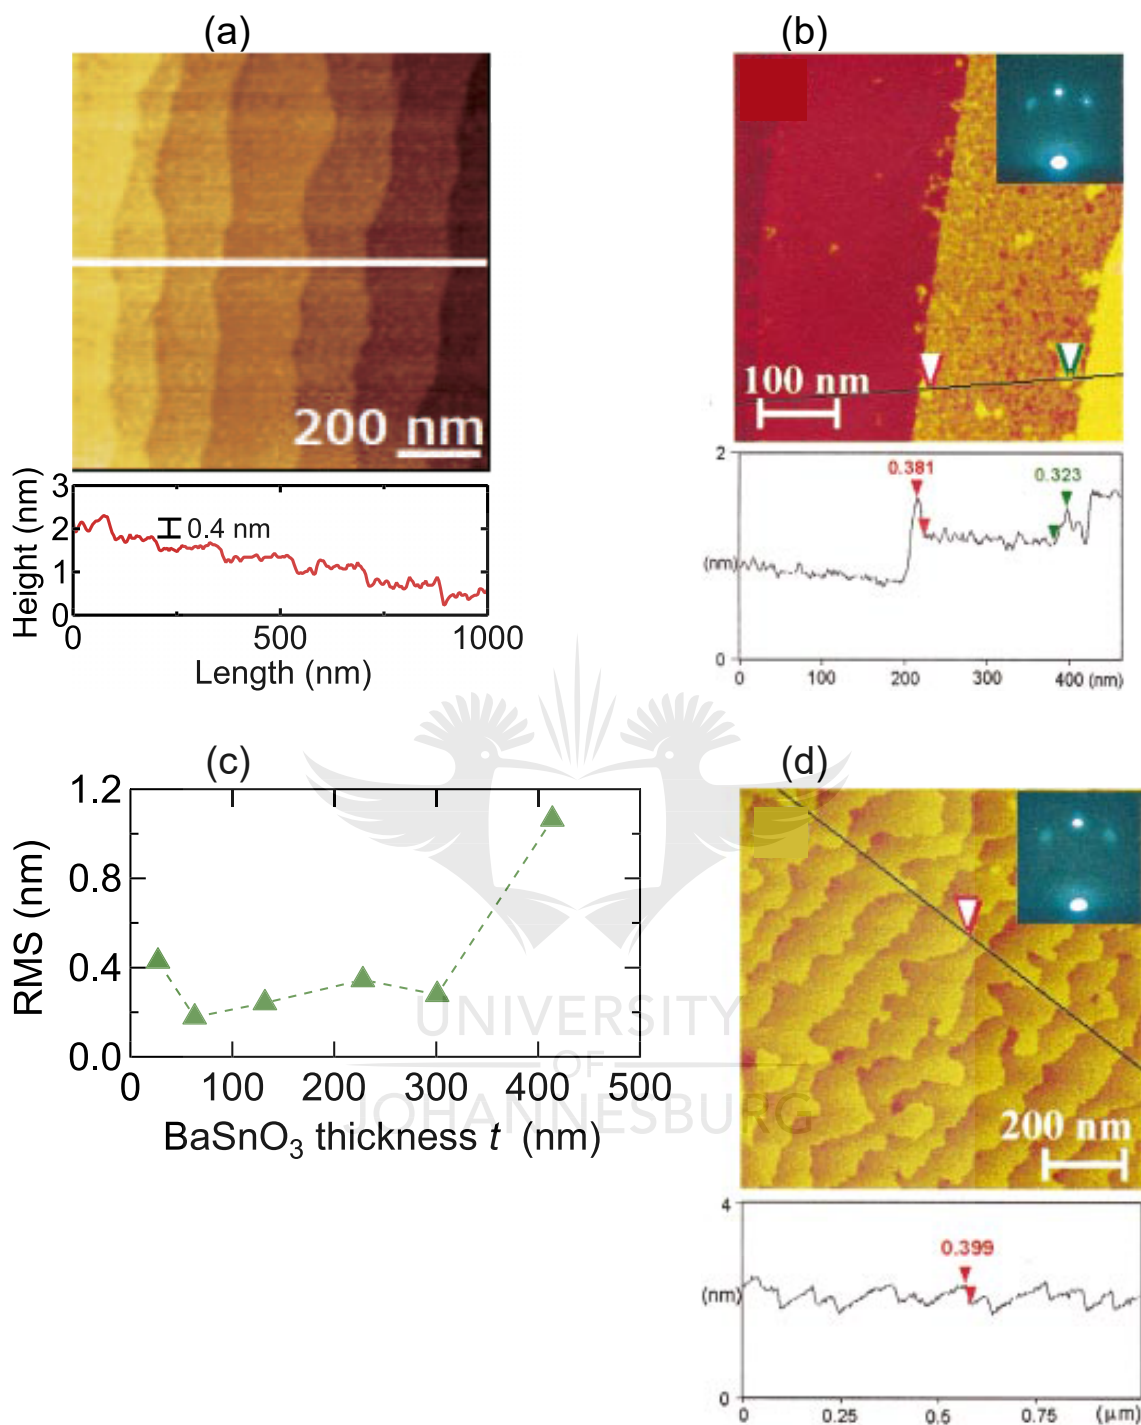 (a)
200 nm
Height (nm)
3
2
1
0
0.4 nm
0 500 1000
Length (nm)
(b)
100 nm
2
0.381
0.323
(nm)
0
0 100 200 300 400 (nm)
(c)
1.2
0.8
0.4
0.0
RMS (nm)
0 100 200 300 400 500
BaSnO₃ thickness t (nm)
(d)
200 nm
4
0.399
(nm)
0
0 0.25 0.5 0.75 (μm)
UNIVERSITY
OF
JOHANNESBURG